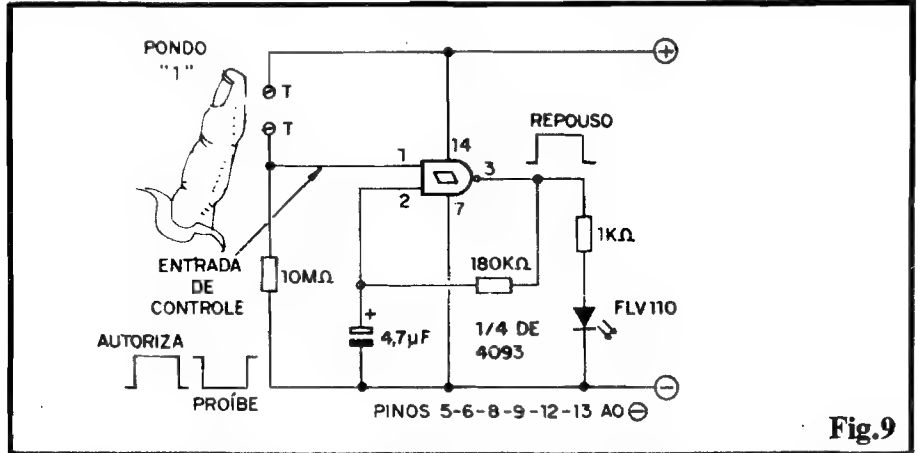 PONDO
"1"
T
T
+
REPOUSO
14
1
3
2
7
1KΩ
ENTRADA
DE
CONTROLE
10MΩ
180KΩ
FLV110
+
4,7µF
1/4 DE
4093
AUTORIZA
PROÍBE
PINOS 5-6-8-9-12-13 AO ⊖
−
Fig.9